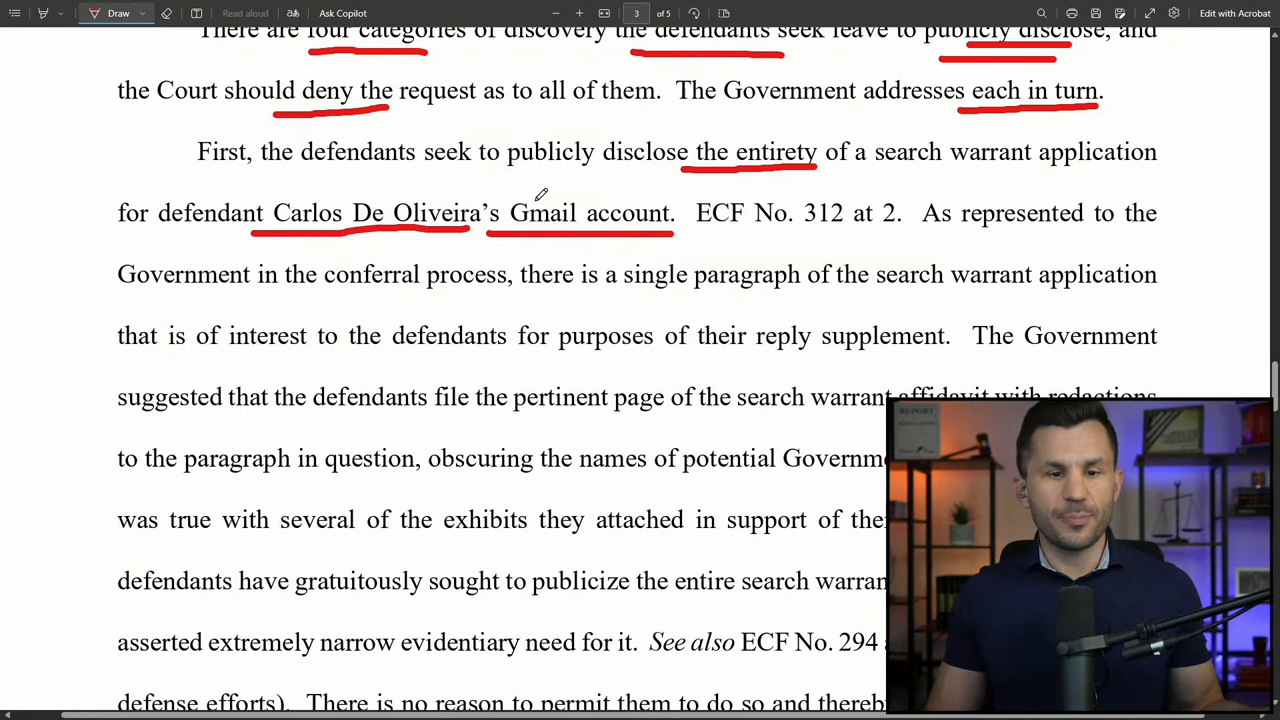 Draw
Read aloud
Ask Copilot
3
of 5
Edit with Acrobat
There are four categories of discovery the defendants seek leave to publicly disclose, and
the Court should deny the request as to all of them. The Government addresses each in turn.
First, the defendants seek to publicly disclose the entirety of a search warrant application
for defendant Carlos De Oliveira’s Gmail account. ECF No. 312 at 2. As represented to the
Government in the conferral process, there is a single paragraph of the search warrant application
that is of interest to the defendants for purposes of their reply supplement. The Government
suggested that the defendants file the pertinent page of the search warrant affidavit with redactions
to the paragraph in question, obscuring the names of potential
was true with several of the exhibits they attached in support of
defendants have gratuitously sought to publicize the entire search
asserted extremely narrow evidentiary need for it. See also ECF No. 294
defense efforts). There is no reason to permit them to do so and